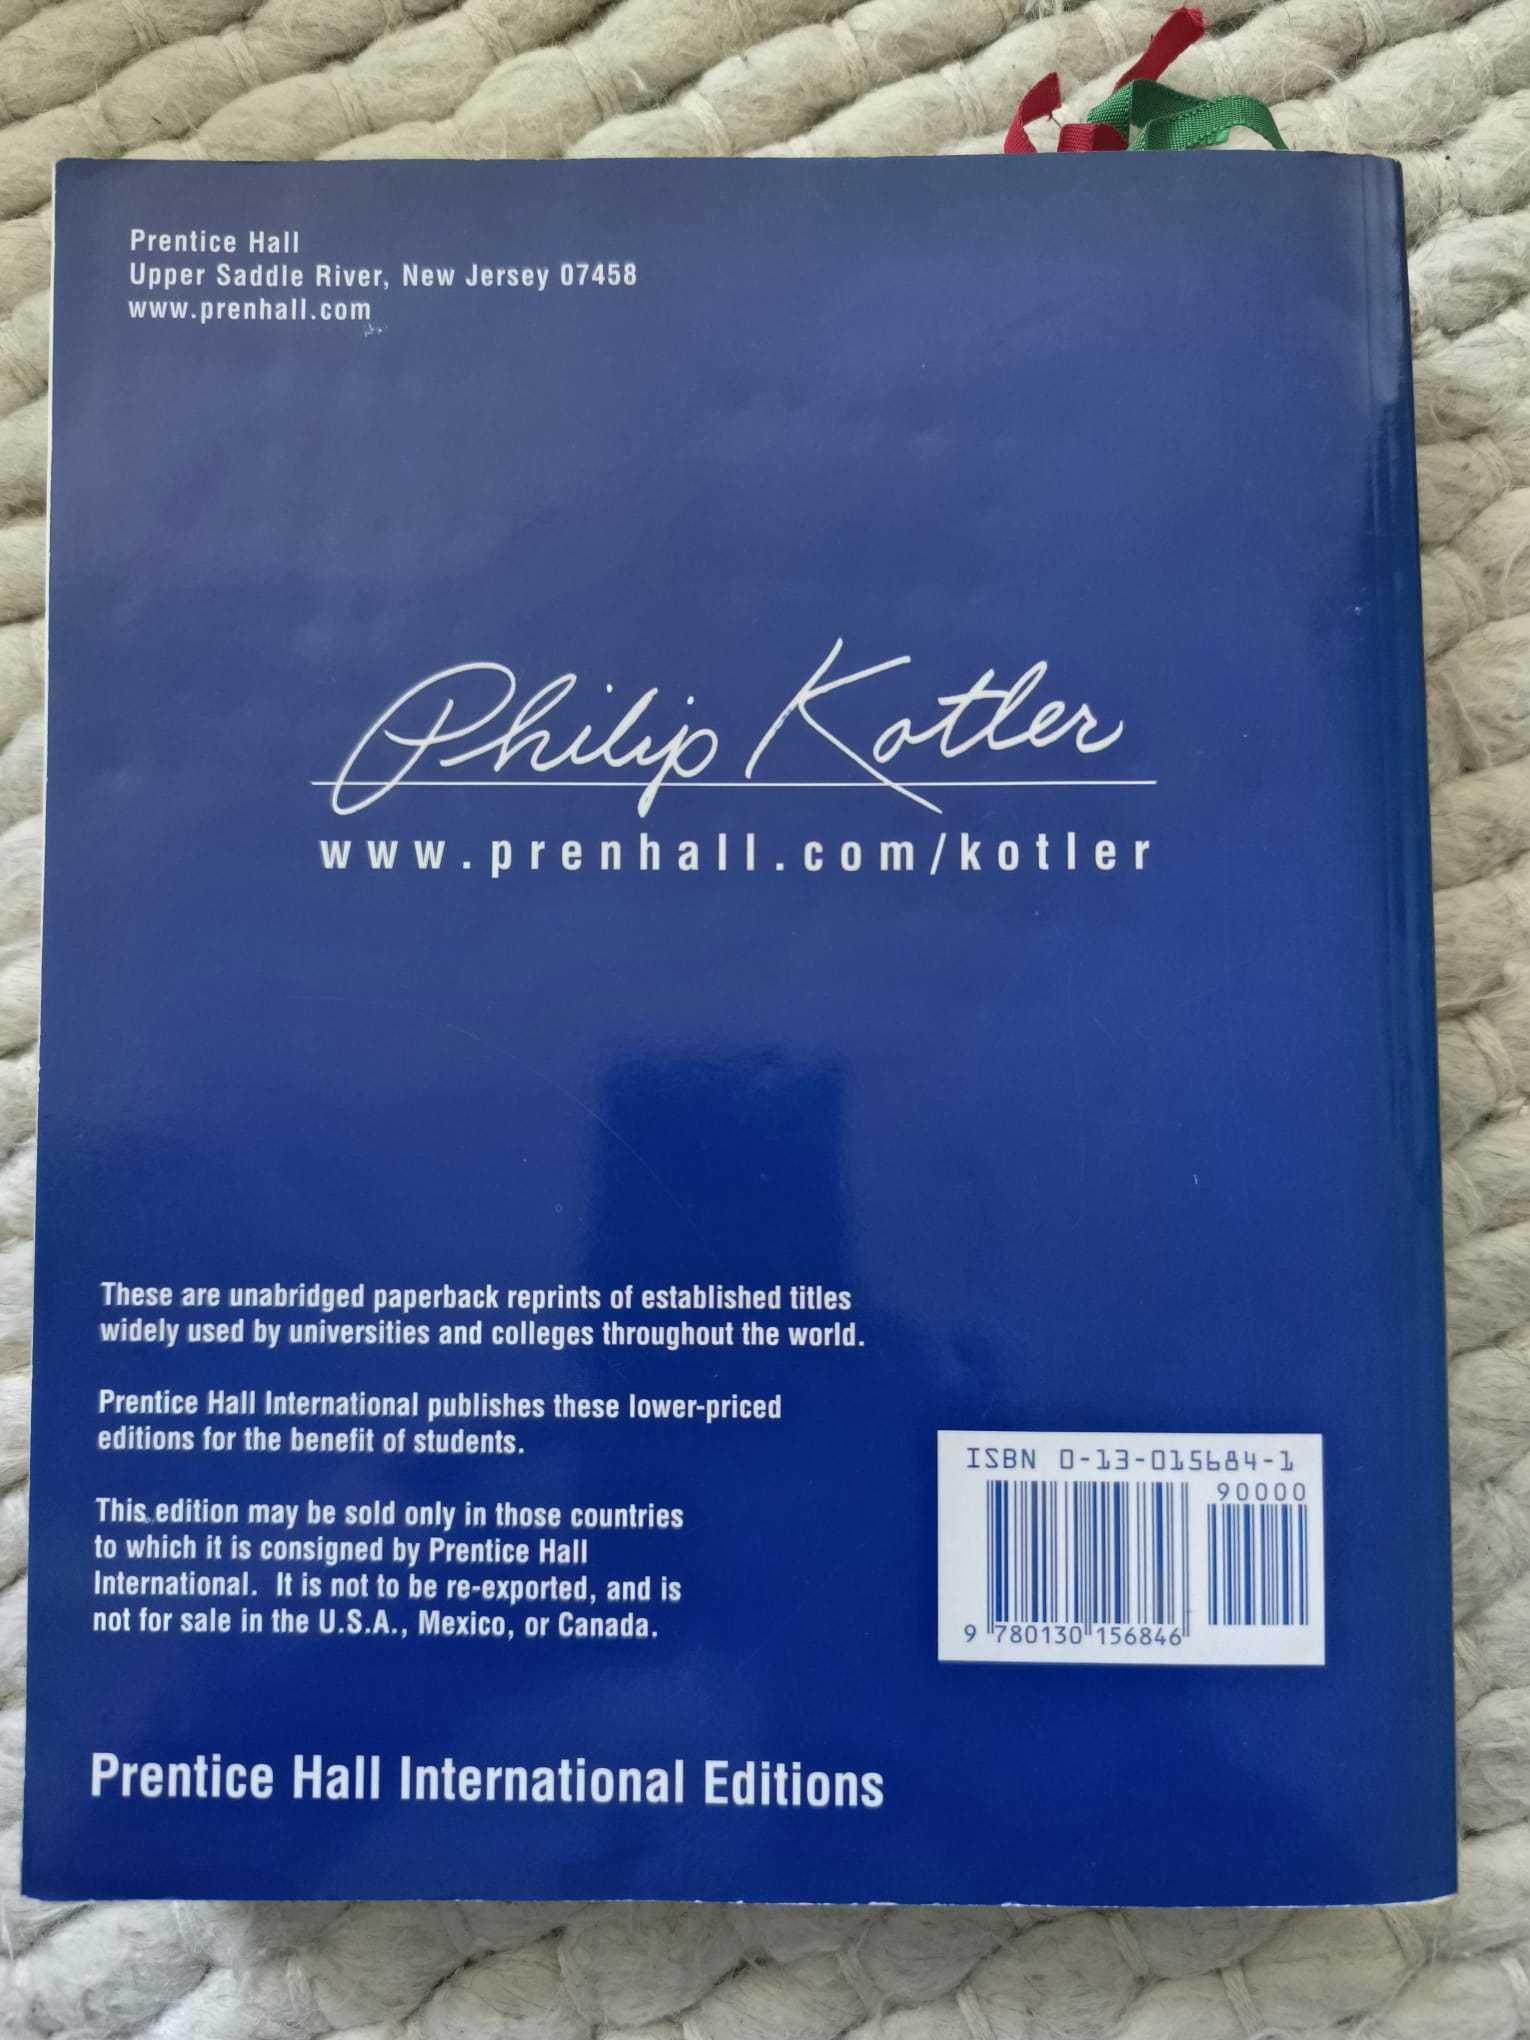 Prentice Hall
Upper Saddle River, New Jersey 07458
www.prenhall.com
Philip Kotler
www.prenhall.com/kotler
These are unabridged paperback reprints of established titles
widely used by universities and colleges throughout the world.
Prentice Hall International publishes these lower-priced
editions for the benefit of students.
This edition may be sold only in those countries
to which it is consigned by Prentice Hall
International. It is not to be re-exported, and is
not for sale in the U.S.A., Mexico, or Canada.
ISBN 0-13-015684-1
90000
9 780130 156846
Prentice Hall International Editions